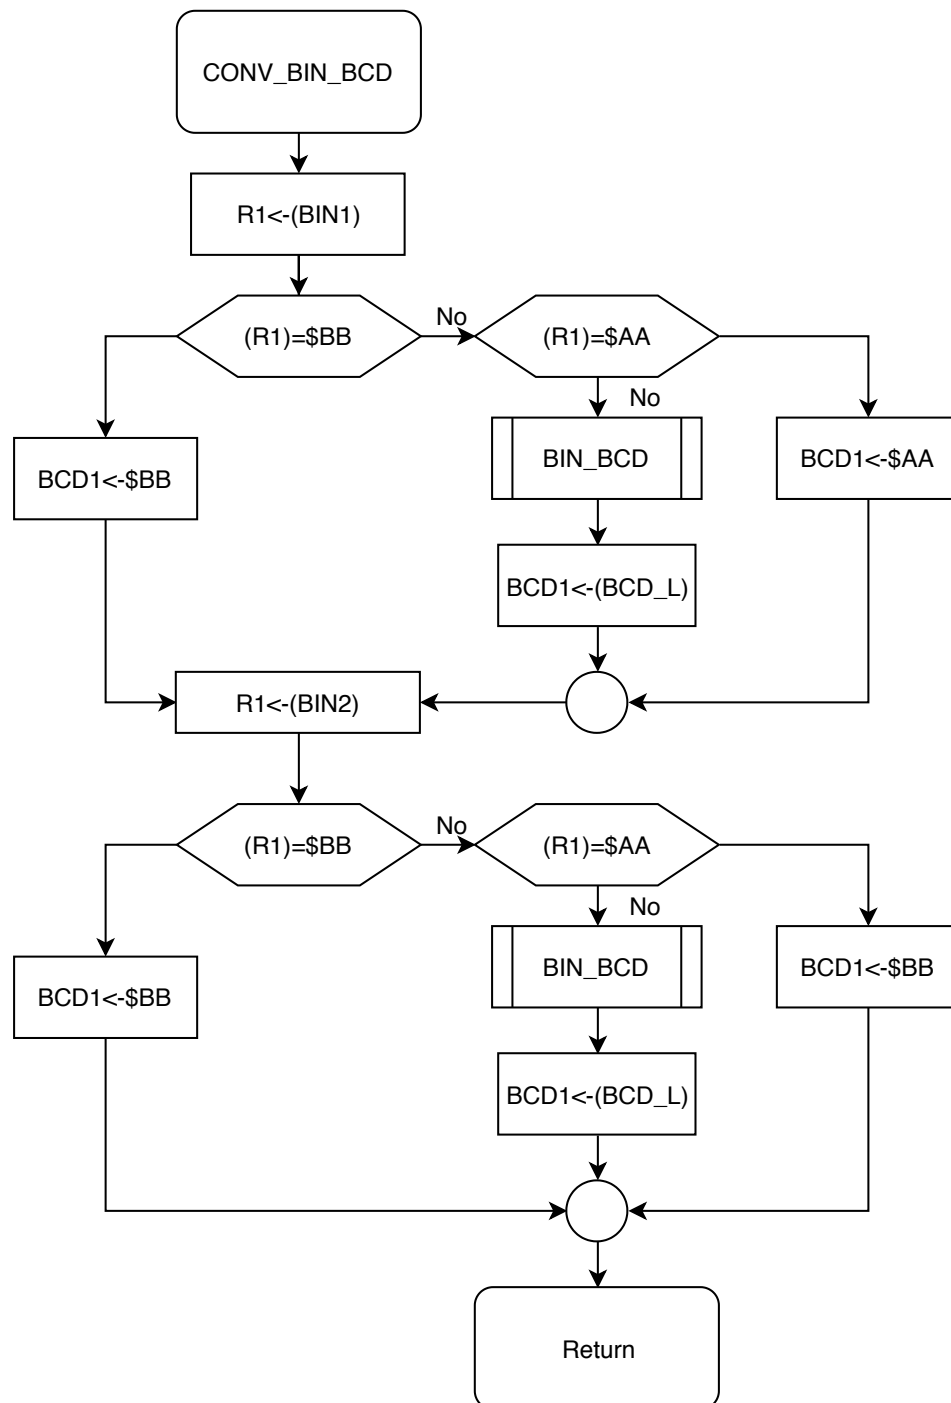 CONV_BIN_BCD
R1<-(BIN1)
(R1)=$BB
No
(R1)=$AA
No
BCD1<-$BB
BIN_BCD
BCD1<-$AA
BCD1<-(BCD_L)
R1<-(BIN2)
(R1)=$BB
No
(R1)=$AA
No
BCD1<-$BB
BIN_BCD
BCD1<-$BB
BCD1<-(BCD_L)
Return